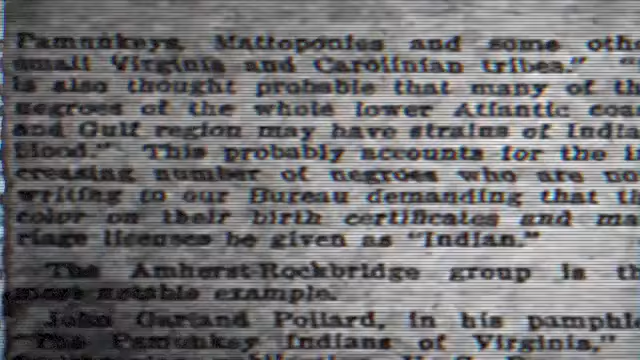 Pamunkeys, Mattoponies and some oth
small Virginia and Carolinian tribes."
is also thought probable that many of th
negroes of the whole lower Atlantic coas
and Gulf region may have strains of India
blood." This probably accounts for the in
creasing number of negroes who are no
writing to our Bureau demanding that th
color on their birth certificates and ma
riage licenses be given as "Indian."
The Amherst-Rockbridge group is th
most notable example.
John Garland Pollard, in his pamphle
"The Pamunkey Indians of Virginia,"